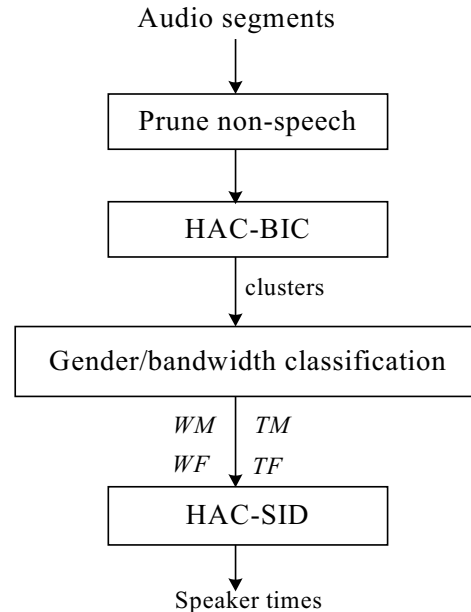 Audio segments
Prune non-speech
HAC-BIC
clusters
Gender/bandwidth classification
WM TM
WF TF
HAC-SID
Speaker times